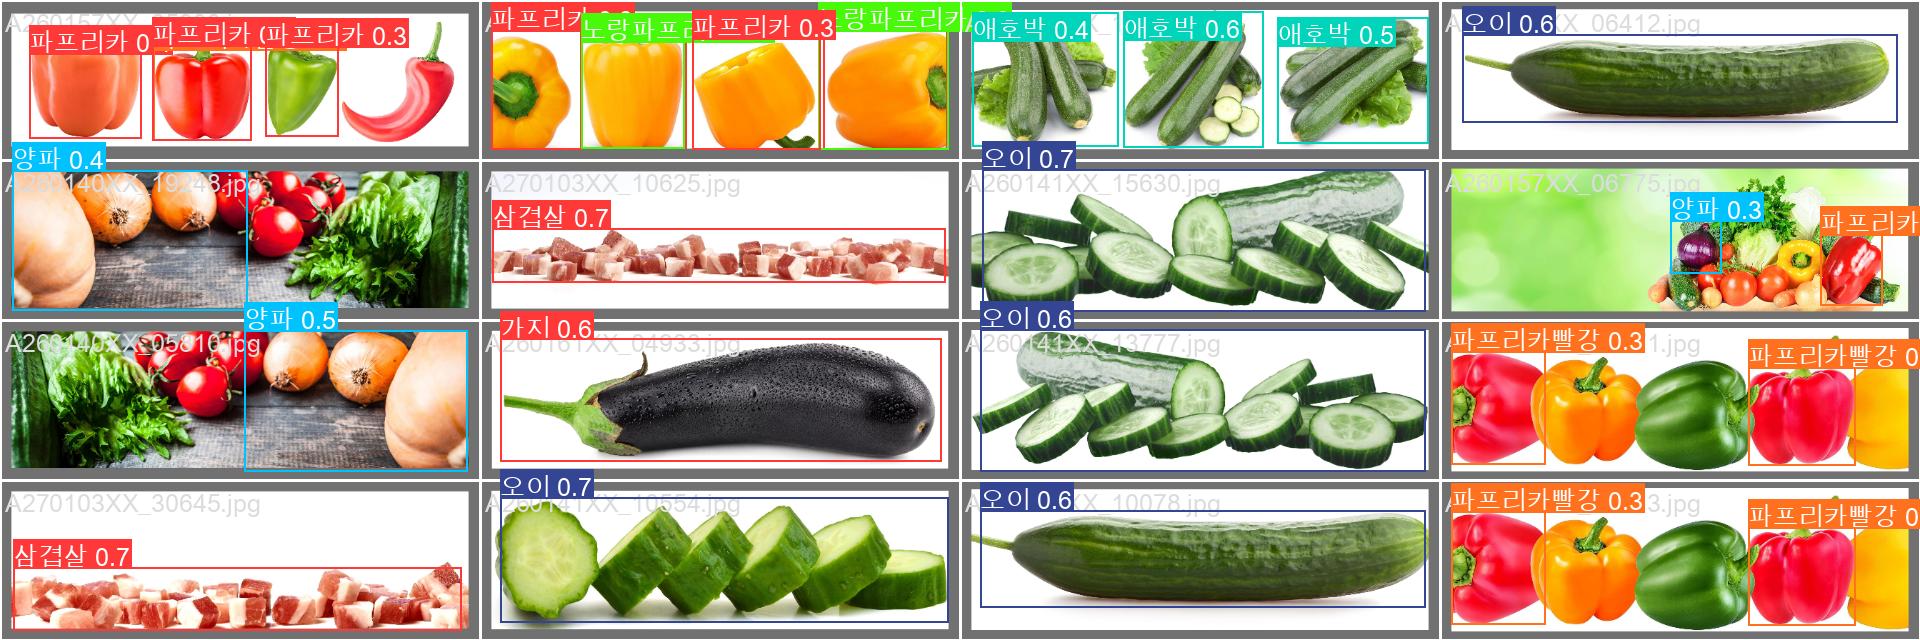 파프리카 0
파프리카 (
파프리카 0.3
노랑파프리
파프리카 0.3
랑파프리카
애호박 0.4
애호박 0.6
애호박 0.5
오이 0.6
XX_06412.jpg
양파 0.4
A260140XX_19248.jpg
A270103XX_10625.jpg
삼겹살 0.7
오이 0.7
A260141XX_15630.jpg
A260157XX_06775.jpg
양파 0.3
파프리카
A260140XX_05810.jpg
양파 0.5
가지 0.6
A260161XX_04933.jpg
오이 0.6
A260141XX_13777.jpg
파프리카빨강 0.3
1.jpg
파프리카빨강 0
A270103XX_30645.jpg
삼겹살 0.7
오이 0.7
A260141XX_10554.jpg
오이 0.6
XX_10078.jpg
파프리카빨강 0.3
3.jpg
파프리카빨강 0